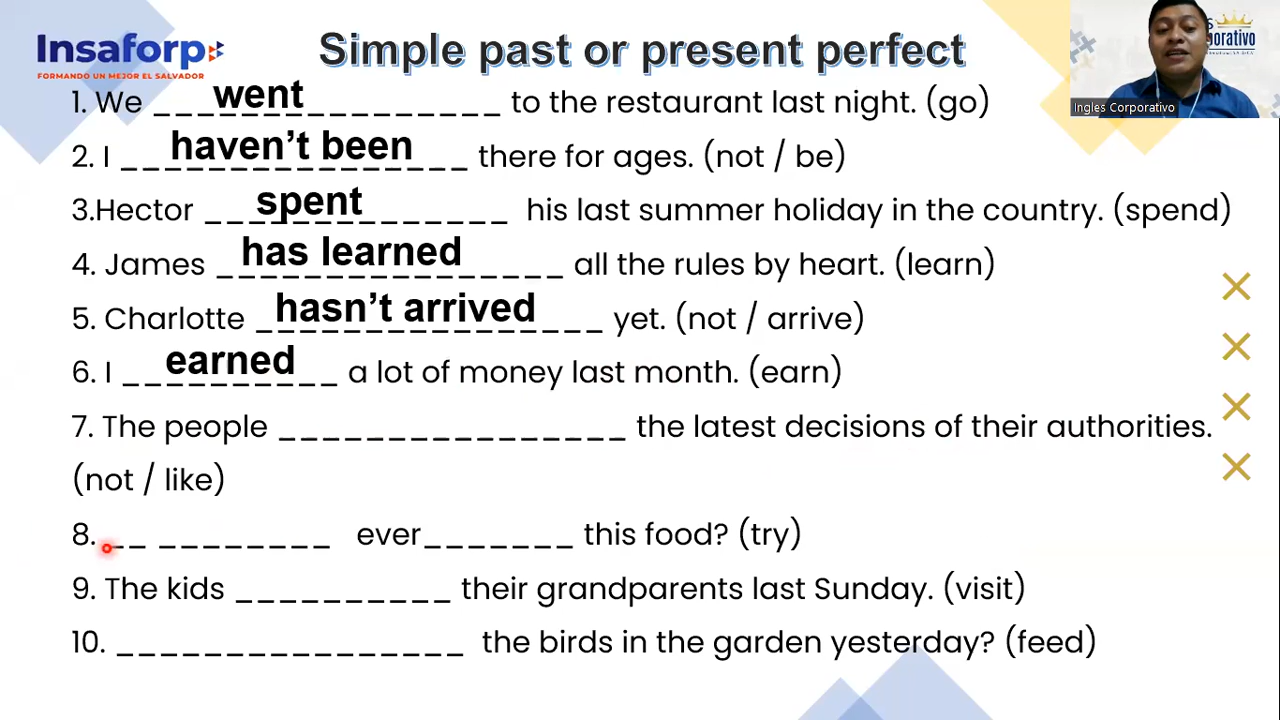 Insaforp
FORMANDO UN MEJOR EL SALVADOR
Simple past or present perfect
Ingles Corporativo
1. We went to the restaurant last night. (go)
2. I haven’t been there for ages. (not / be)
3.Hector spent his last summer holiday in the country. (spend)
4. James has learned all the rules by heart. (learn)
5. Charlotte hasn’t arrived yet. (not / arrive)
6. I earned a lot of money last month. (earn)
7. The people _ _ _ _ _ _ _ _ _ _ _ _ _ _ _ _ the latest decisions of their authorities.
(not / like)
8. _ _ _ _ _ _ _ _ _ _ ever_ _ _ _ _ _ _ this food? (try)
9. The kids _ _ _ _ _ _ _ _ _ _ their grandparents last Sunday. (visit)
10. _ _ _ _ _ _ _ _ _ _ _ _ _ _ _ _ the birds in the garden yesterday? (feed)